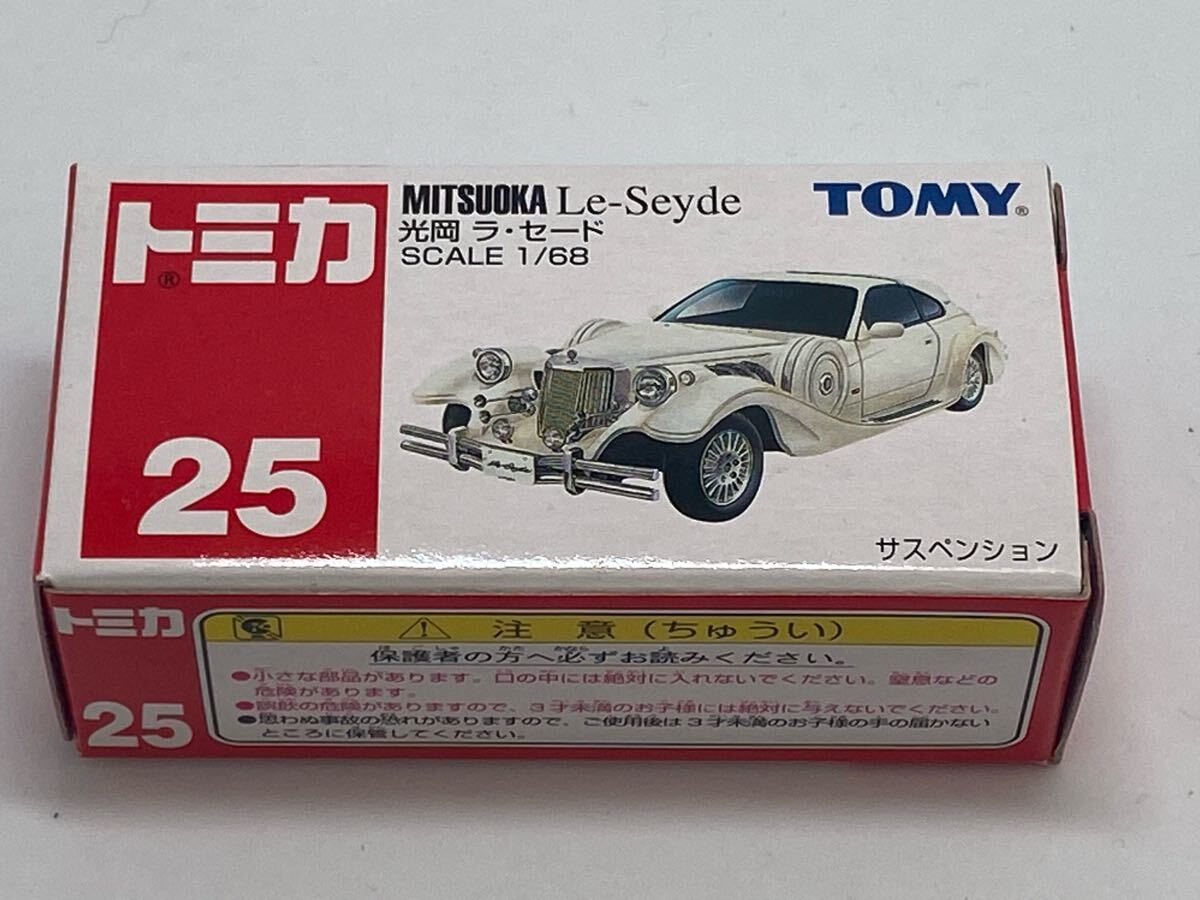 トミカ®
25
MITSUOKA Le-Seyde
光岡 ラ・セード
SCALE 1/68
TOMY®
Le-Seyde
サスペンション
トミカ
25
注意(ちゅうい)
保護者の方へ必ずお読みください。
●小さな部品があります。口の中には絶対に入れないでください。窒息などの
危険があります。
●誤飲の危険がありますので、3才未満のお子様には絶対に与えないでください。
●思わぬ事故の恐れがありますので、ご使用後は3才未満のお子様の手の届かない
ところに保管してください。